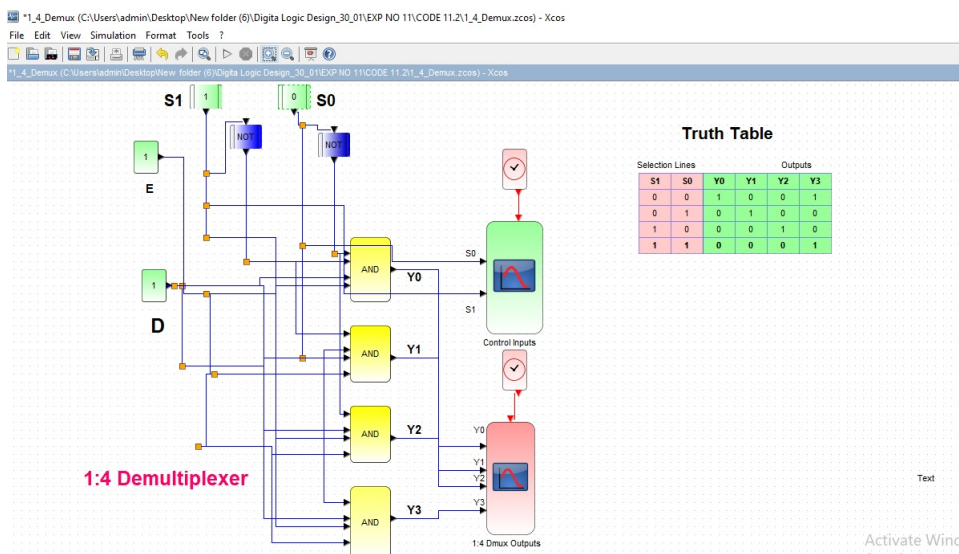 *1_4_Demux (C:\Users\admin\Desktop\New folder (6)\Digita Logic Design_30_01\EXP NO 11\CODE 11.2\1_4_Demux.zcos) - Xcos
File Edit View Simulation Format Tools ?
*1_4_Demux (C:\Users\admin\Desktop\New folder (6)\Digita Logic Design_30_01\EXP NO 11\CODE 11.2\1_4_Demux.zcos) - Xcos
S1 1 0 S0
NOT NOT
1
E
1
D
AND Y0
AND Y1
AND Y2
AND Y3
S0
S1
Control Inputs
Y0
Y1
Y2
Y3
1:4 Dmux Outputs
1:4 Demultiplexer
Truth Table
Selection Lines Outputs
S1 S0 Y0 Y1 Y2 Y3
0 0 1 0 0 1
0 1 0 1 0 0
1 0 0 0 1 0
1 1 0 0 0 1
Text
Activate Wind